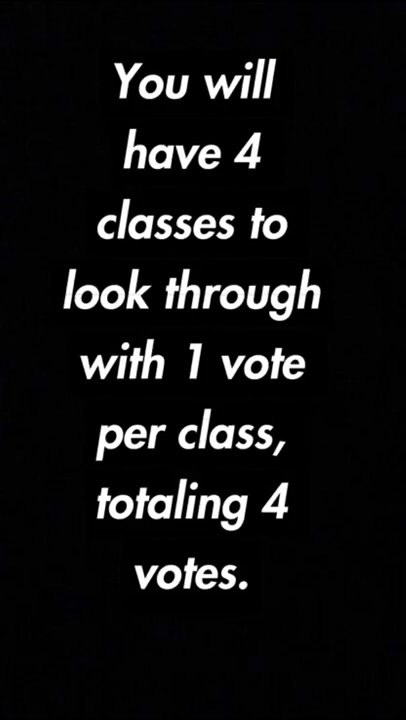 You will
have 4
classes to
look through
with 1 vote
per class,
totaling 4
votes.